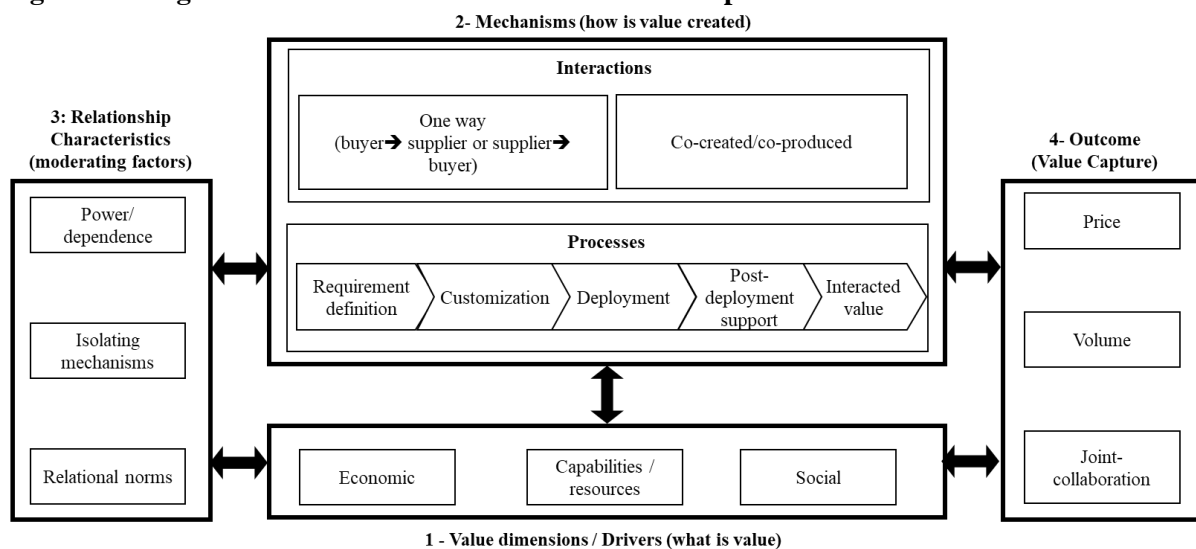 2- Mechanisms (how is value created)
Interactions
One way
(buyer➔ supplier or supplier➔
buyer)
Co-created/co-produced
Processes
Requirement
definition
Customization
Deployment
Post-
deployment
support
Interacted
value
3: Relationship
Characteristics
(moderating factors)
Power/
dependence
Isolating
mechanisms
Relational norms
4- Outcome
(Value Capture)
Price
Volume
Joint-
collaboration
Economic
Capabilities /
resources
Social
1 - Value dimensions / Drivers (what is value)